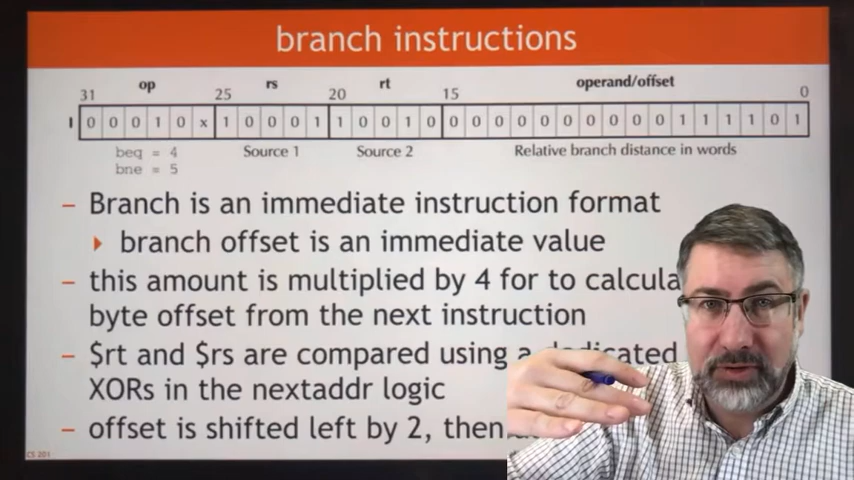 branch instructions
31 op 25 rs 20 rt 15 operand/offset 0
I 0 0 0 1 0 x 1 0 0 0 1 1 0 0 1 0 0 0 0 0 0 0 0 0 0 1 1 1 1 0 1
beq = 4 Source 1 Source 2 Relative branch distance in words
bne = 5
– Branch is an immediate instruction format
branch offset is an immediate value
– this amount is multiplied by 4 for to calcula
byte offset from the next instruction
– $rt and $rs are compared using a dedicated
XORs in the nextaddr logic
– offset is shifted left by 2, then
CS 201